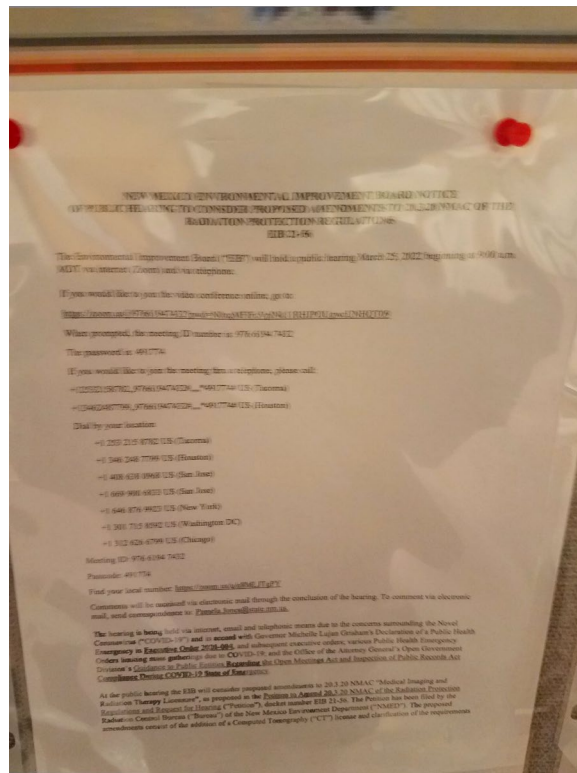 NEW MEXICO ENVIRONMENTAL IMPROVEMENT BOARD NOTICE
OF PUBLIC HEARING TO CONSIDER PROPOSED AMENDMENTS TO 20.3.20 NMAC OF THE
RADIATION PROTECTION REGULATIONS
EIB 21-36
The Environmental Improvement Board ("EIB") will hold a public hearing March 25, 2022 beginning at 9:00 a.m.
MDT via internet (Zoom) and via telephone.
If you would like to join the video conference online, go to:
When prompted, the meeting ID number is: 976 6194 7432
The password is: 491774
If you would like to join the meeting from a telephone, please call:
US (Tacoma)
US (Houston)
Dial by your location:
+1 253 215 8782 US (Tacoma)
+1 346 248 7799 US (Houston)
+1 408 638 0968 US (San Jose)
+1 669 900 6833 US (San Jose)
+1 646 876 9923 US (New York)
+1 301 715 8592 US (Washington DC)
+1 312 626 6799 US (Chicago)
Meeting ID: 976 6194 7432
Passcode: 491774
Find your local number:
Comments will be received via electronic mail through the conclusion of the hearing. To comment via electronic
mail, send correspondence to: Pamela.Jones@state.nm.us.
The hearing is being held via internet, email and telephonic means due to the concerns surrounding the Novel
Coronavirus ("COVID-19") and in accord with Governor Michelle Lujan Grisham's Declaration of a Public Health
Emergency in Executive Order 2020-004, and subsequent executive orders; various Public Health Emergency
Orders limiting mass gatherings due to COVID-19; and the Office of the Attorney General's Open Government
Division's Guidance to Public Entities Regarding the Open Meetings Act and Inspection of Public Records Act
Compliance During COVID-19 State of Emergency.
At the public hearing the EIB will consider proposed amendments to 20.3.20 NMAC "Medical Imaging and
Radiation Therapy Licensure", as proposed in the Petition to Amend 20.3.20 NMAC of the Radiation Protection
Regulations and Request for Hearing ("Petition"), docket number EIB 21-36. The Petition has been filed by the
Radiation Control Bureau ("Bureau") of the New Mexico Environment Department ("NMED"). The proposed
amendments consist of the addition of a Computed Tomography ("CT") license and clarification of the requirements